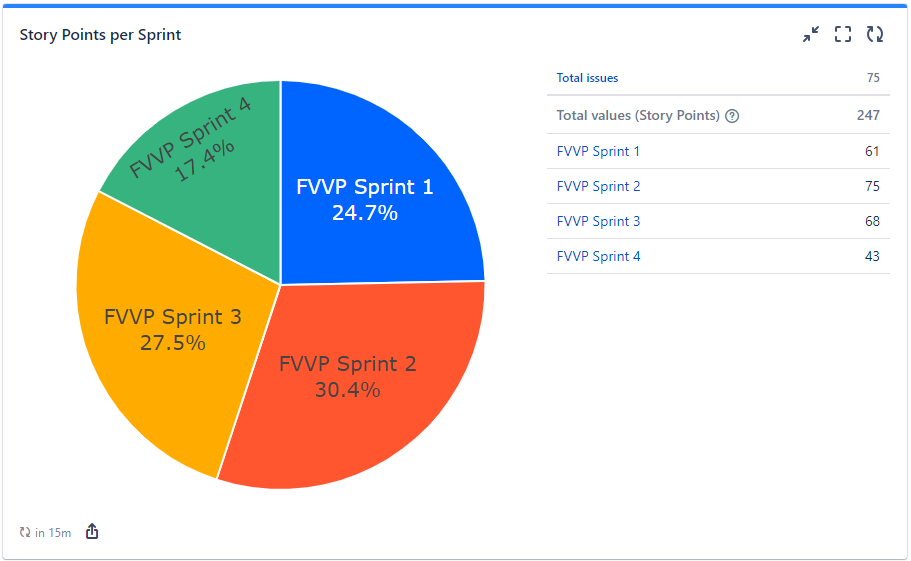 Story Points per Sprint
FVVP Sprint 4
17.4%
FVVP Sprint 1
24.7%
FVVP Sprint 3
27.5%
FVVP Sprint 2
30.4%
Total issues 75
Total values (Story Points) ? 247
FVVP Sprint 1 61
FVVP Sprint 2 75
FVVP Sprint 3 68
FVVP Sprint 4 43
in 15m